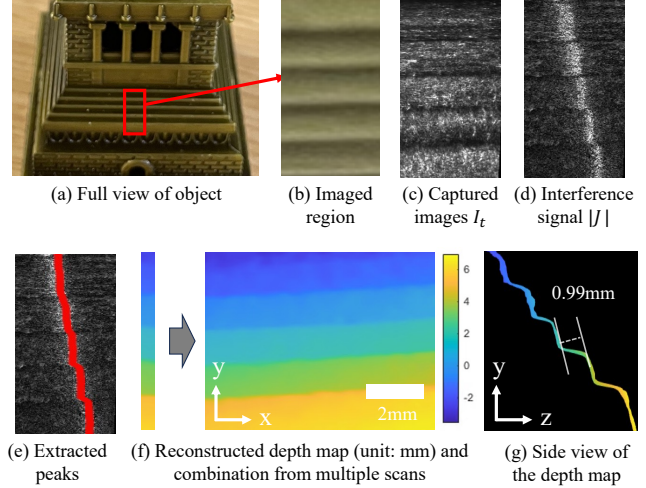 (a) Full view of object
(b) Imaged
region
(c) Captured
images I_t
(d) Interference
signal |J|
6
4
2
0
-2
0.99mm
y
x
2mm
y
z
(e) Extracted
peaks
(f) Reconstructed depth map (unit: mm) and
combination from multiple scans
(g) Side view of
the depth map